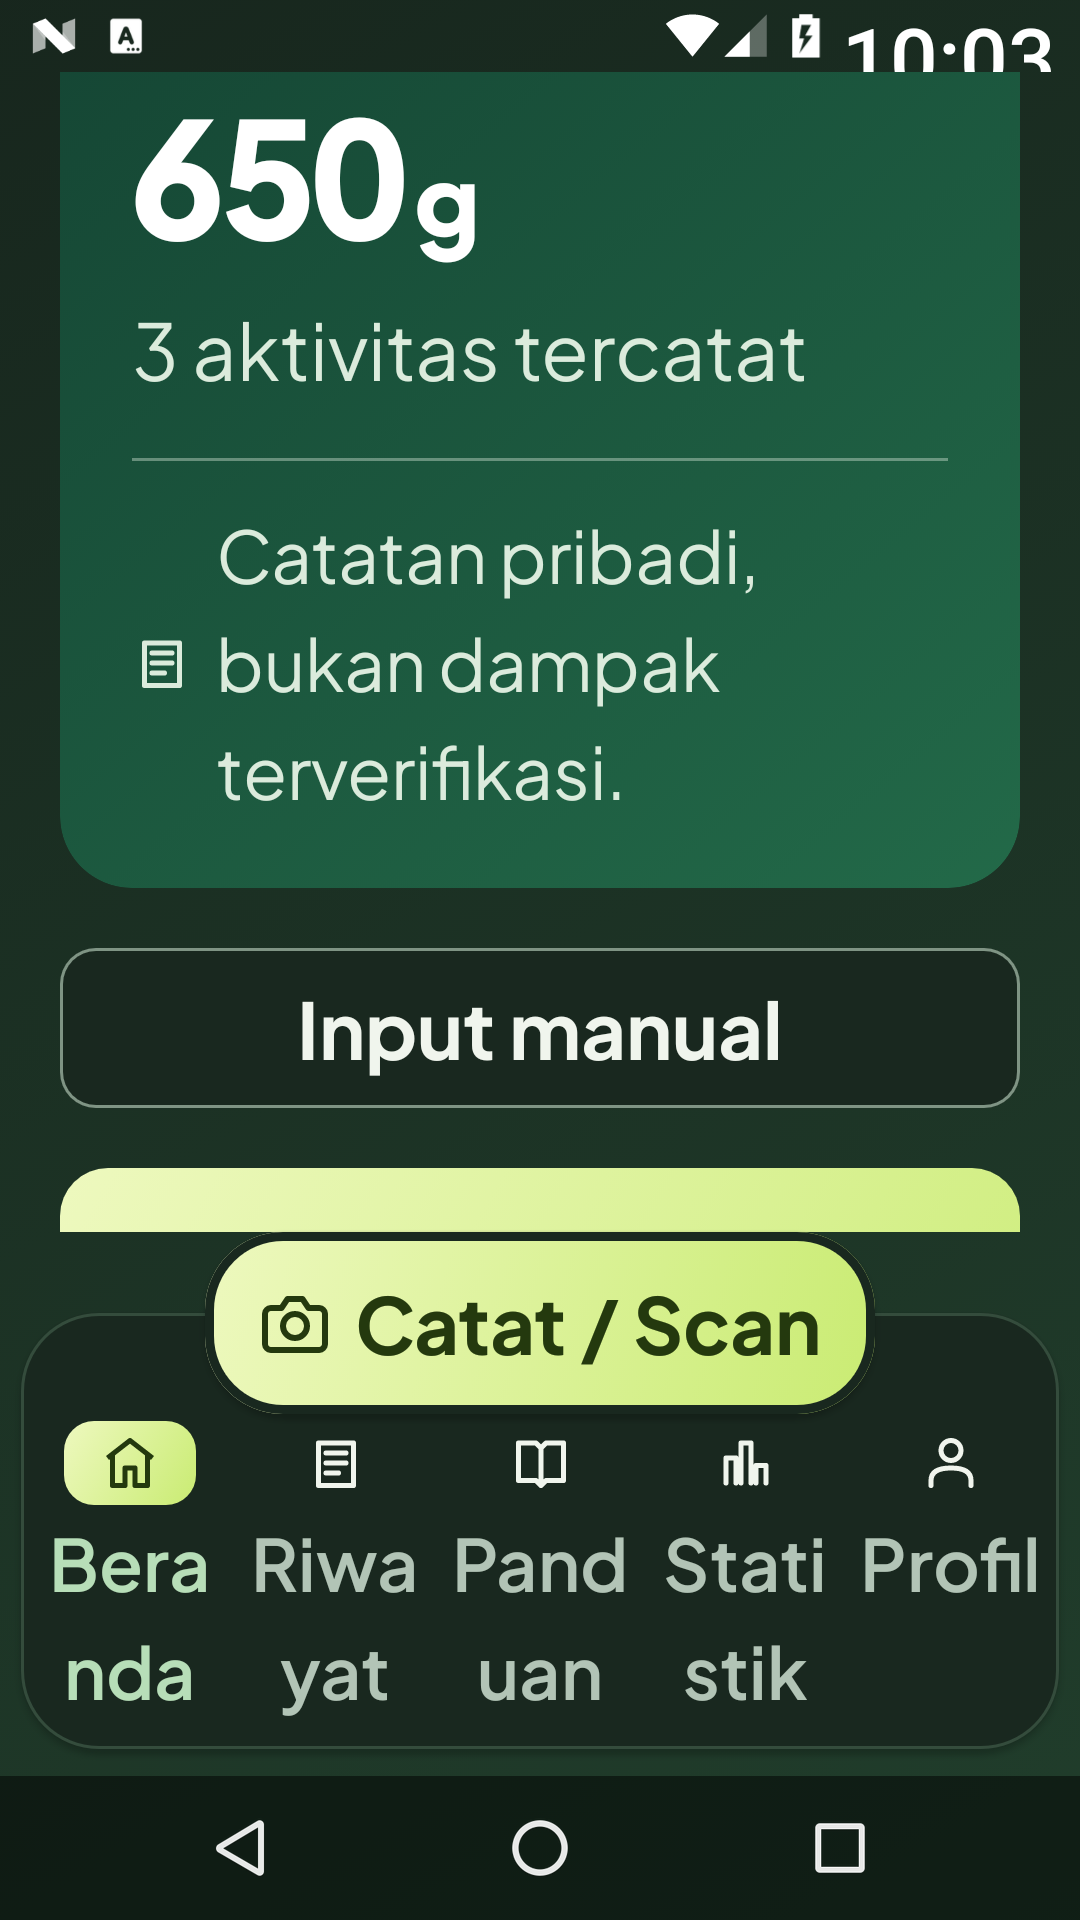 10:03
650g
3 aktivitas tercatat
Catatan pribadi,
bukan dampak
terverifikasi.
Input manual
Catat / Scan
Bera
nda
Riwa
yat
Pand
uan
Stati
stik
Profil